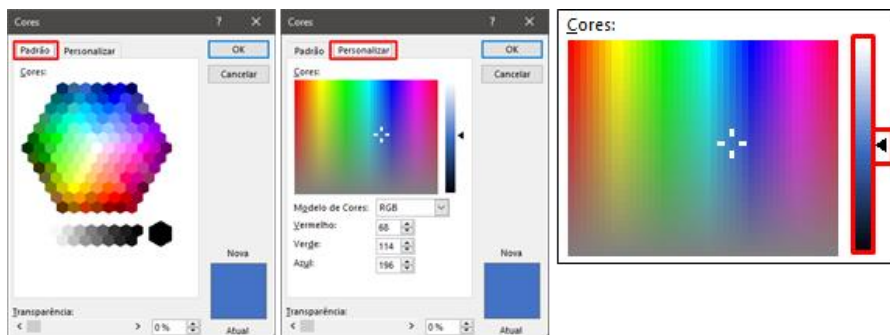 Cores ? ×
Padrão Personalizar OK
Cores: Cancelar
Nova
Transparência:
< > 0 % Atual
Cores ? ×
Padrão Personalizar OK
Cores: Cancelar
Modelo de Cores: RGB
Vermelho: 68
Verde: 114
Azul: 196
Nova
Transparência:
< > 0 % Atual
Cores: